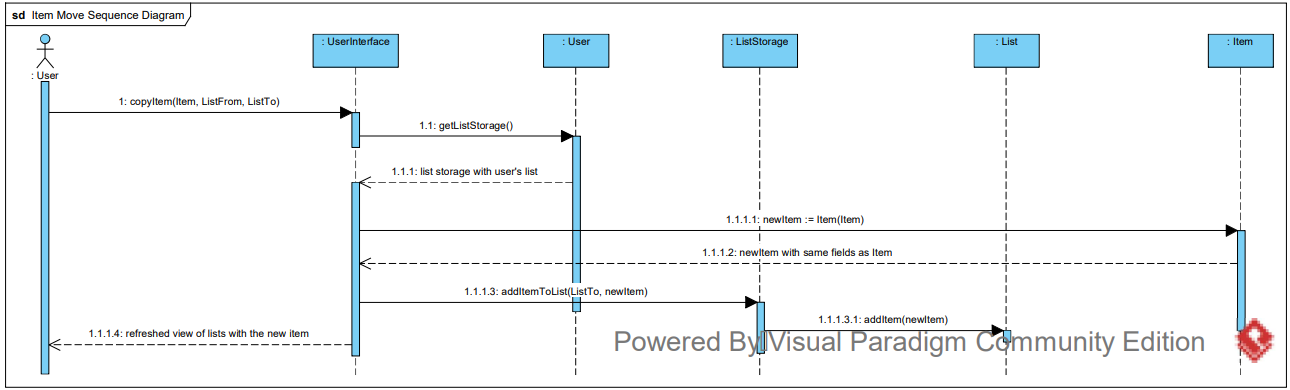 sd Item Move Sequence Diagram
: User
: UserInterface
: User
: ListStorage
: List
: Item
1: copyItem(Item, ListFrom, ListTo)
1.1: getListStorage()
1.1.1: list storage with user's list
1.1.1.1: newItem := Item(Item)
1.1.1.2: newItem with same fields as Item
1.1.1.3: addItemToList(ListTo, newItem)
1.1.1.3.1: addItem(newItem)
1.1.1.4: refreshed view of lists with the new item
Powered By Visual Paradigm Community Edition